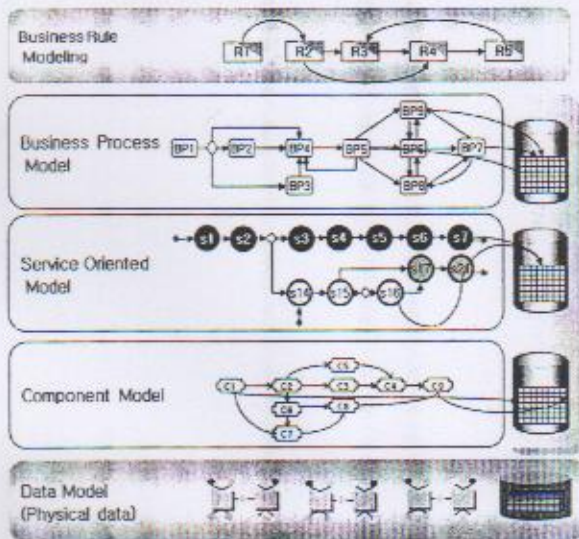 Business Rule
Modeling
R1 R2 R3 R4 R5
Business Process
Model
BP9
BP1 BP2 BP4 BP5 BP6 BP7
BP3 BP8
Service Oriented
Model
s1 s2 s3 s4 s5 s6 s7
s14 s15 s16
Component Model
c5
c1 c2 c3 c4
c7
Data Model
(Physical data)